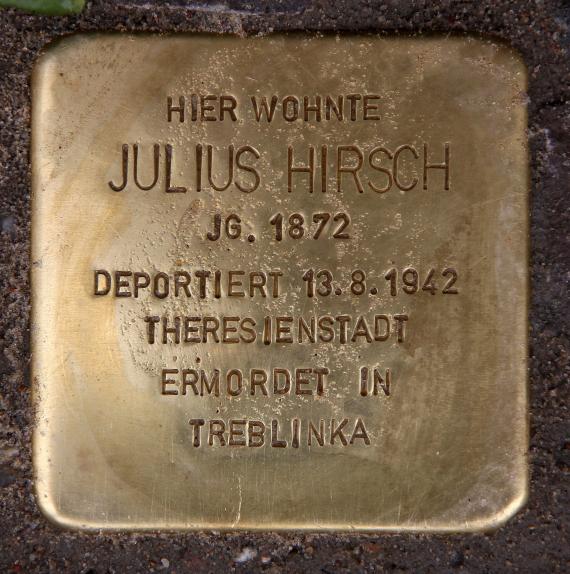 HIER WOHNTE
JULIUS HIRSCH
JG. 1872
DEPORTIERT 13.8.1942
THERESIENSTADT
ERMORDET IN
TREBLINKA